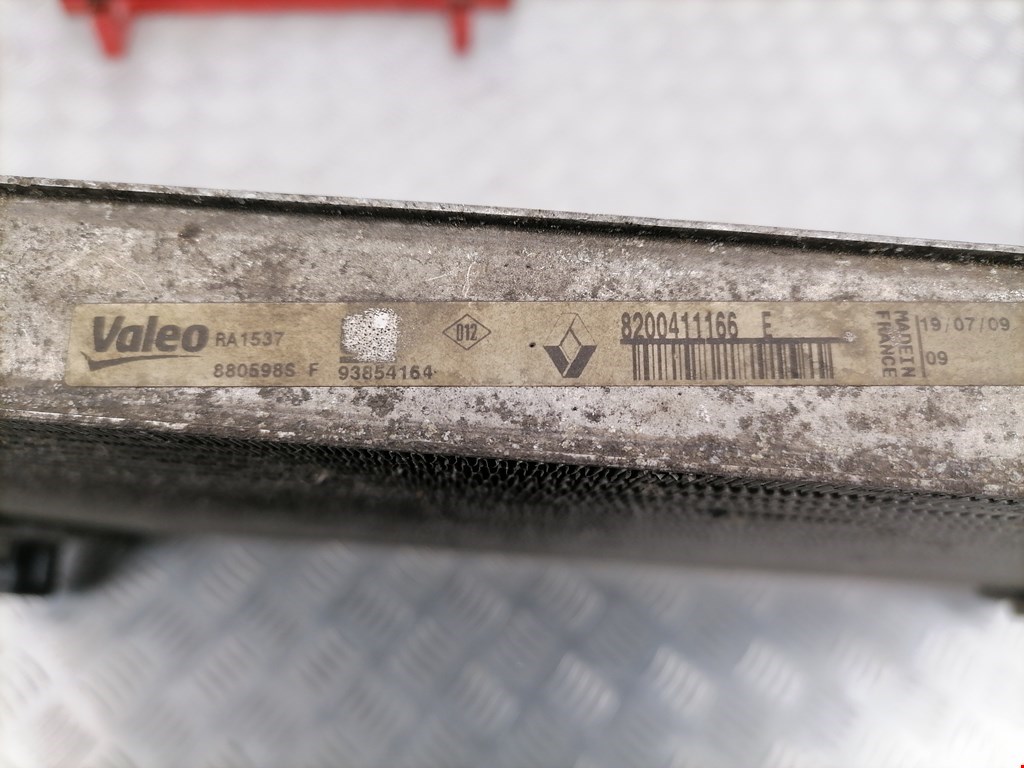 Valeo RA1537
880598S F 93854164
D12
8200411166 E
MADE IN
FRANCE
19/07/09
09